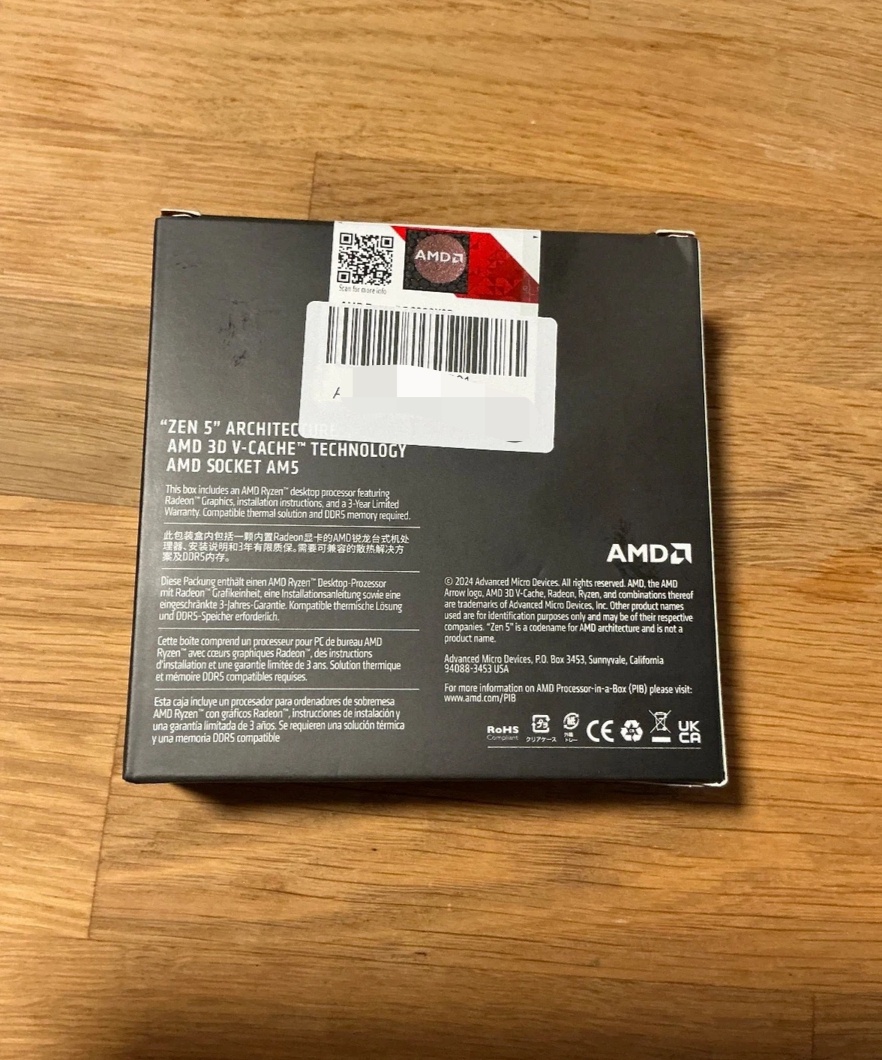 Scan for more info
AMD
"ZEN 5" ARCHITECTURE
AMD 3D V-CACHE™ TECHNOLOGY
AMD SOCKET AM5
This box includes an AMD Ryzen™ desktop processor featuring
Radeon™ Graphics, installation instructions, and a 3-Year Limited
Warranty. Compatible thermal solution and DDR5 memory required.
此包装盒内包括一颗内置Radeon显卡的AMD锐龙台式机处
理器、安装说明和3年有限质保。需要可兼容的散热解决方
案及DDR5内存。
Diese Packung enthält einen AMD Ryzen™ Desktop-Prozessor
mit Radeon™ Grafikeinheit, eine Installationsanleitung sowie eine
eingeschränkte 3-Jahres-Garantie. Kompatible thermische Lösung
und DDR5-Speicher erforderlich.
Cette boîte comprend un processeur pour PC de bureau AMD
Ryzen™ avec cœurs graphiques Radeon™, des instructions
d'installation et une garantie limitée de 3 ans. Solution thermique
et mémoire DDR5 compatibles requises.
Esta caja incluye un procesador para ordenadores de sobremesa
AMD Ryzen™ con gráficos Radeon™, instrucciones de instalación y
una garantía limitada de 3 años. Se requieren una solución térmica
y una memoria DDR5 compatible
AMD
© 2024 Advanced Micro Devices. All rights reserved. AMD, the AMD
Arrow logo, AMD 3D V-Cache, Radeon, Ryzen, and combinations thereof
are trademarks of Advanced Micro Devices, Inc. Other product names
used are for identification purposes only and may be of their respective
companies. "Zen 5" is a codename for AMD architecture and is not a
product name.
Advanced Micro Devices, P.O. Box 3453, Sunnyvale, California
94088-3453 USA
For more information on AMD Processor-in-a-Box (PIB) please visit:
www.amd.com/PIB
RoHS
Compliant
クリアケース
外箱
トレー
CE
UK
CA